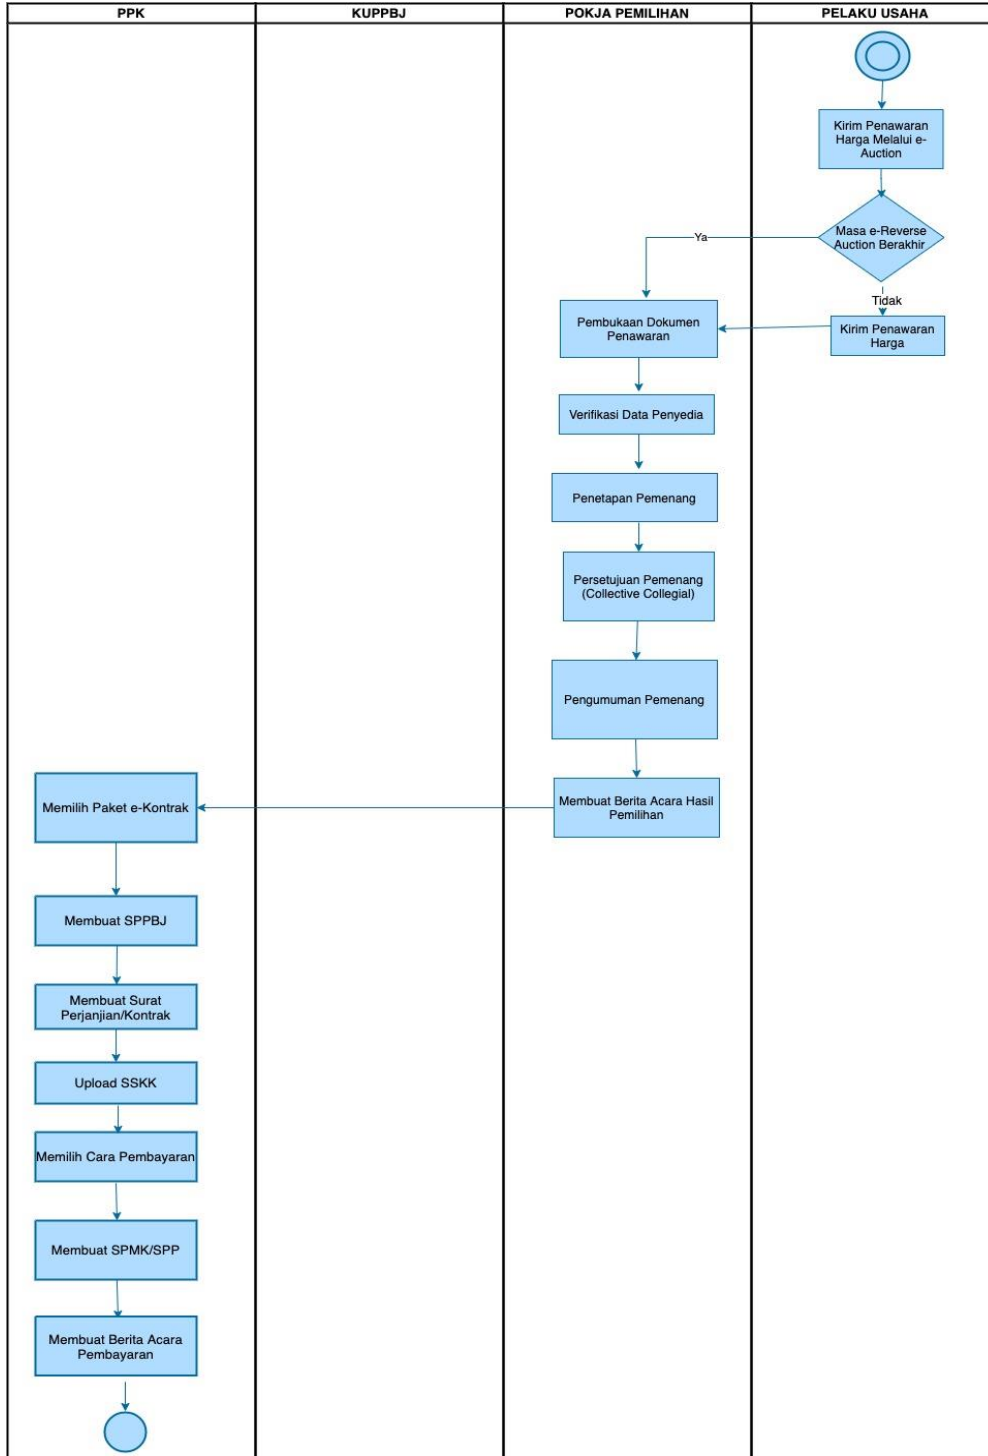 PPK
KUPPBJ
POKJA PEMILIHAN
PELAKU USAHA
Kirim Penawaran
Harga Melalui e-
Auction
Masa e-Reverse
Auction Berakhir
Ya
Tidak
Kirim Penawaran
Harga
Pembukaan Dokumen
Penawaran
Verifikasi Data Penyedia
Penetapan Pemenang
Persetujuan Pemenang
(Collective Collegial)
Pengumuman Pemenang
Membuat Berita Acara Hasil
Pemilihan
Memilih Paket e-Kontrak
Membuat SPPBJ
Membuat Surat
Perjanjian/Kontrak
Upload SSKK
Memilih Cara Pembayaran
Membuat SPMK/SPP
Membuat Berita Acara
Pembayaran